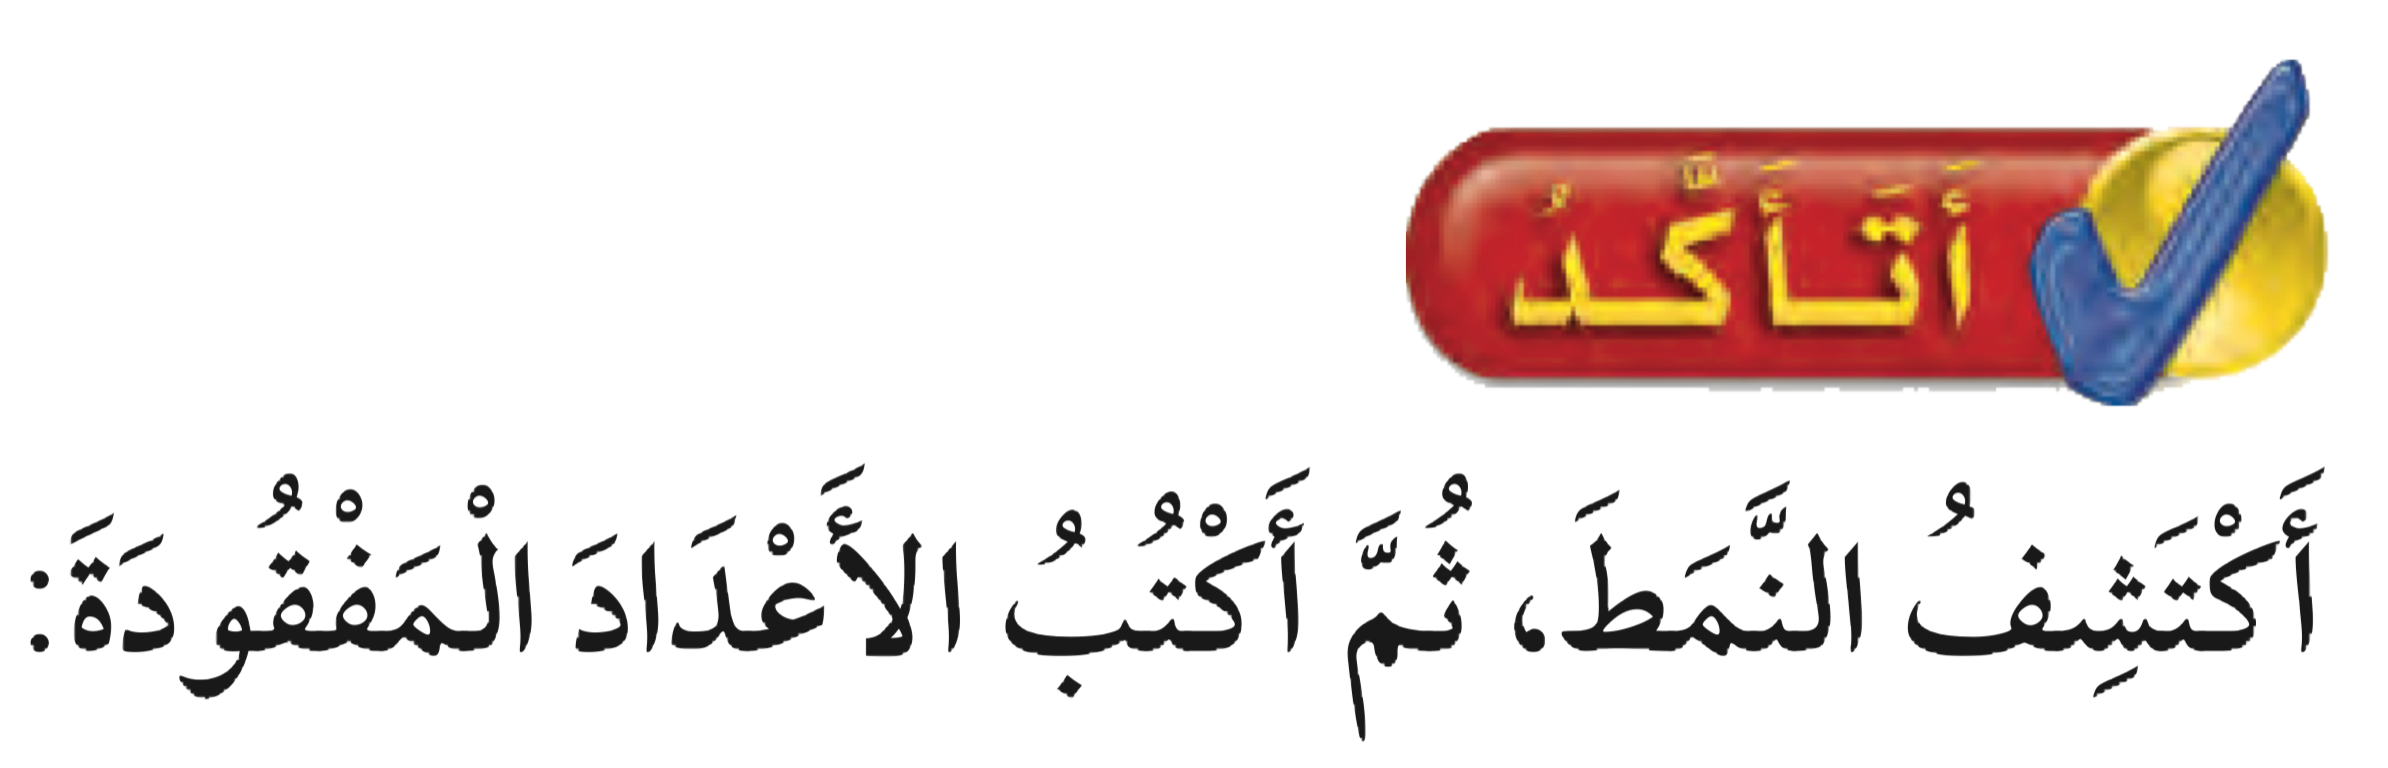 أَتَأَكَّدُ
أَكْتَشِفُ النَّمَطَ، ثُمَّ أَكْتُبُ الأَعْدَادَ الْمَفْقُودَةَ: